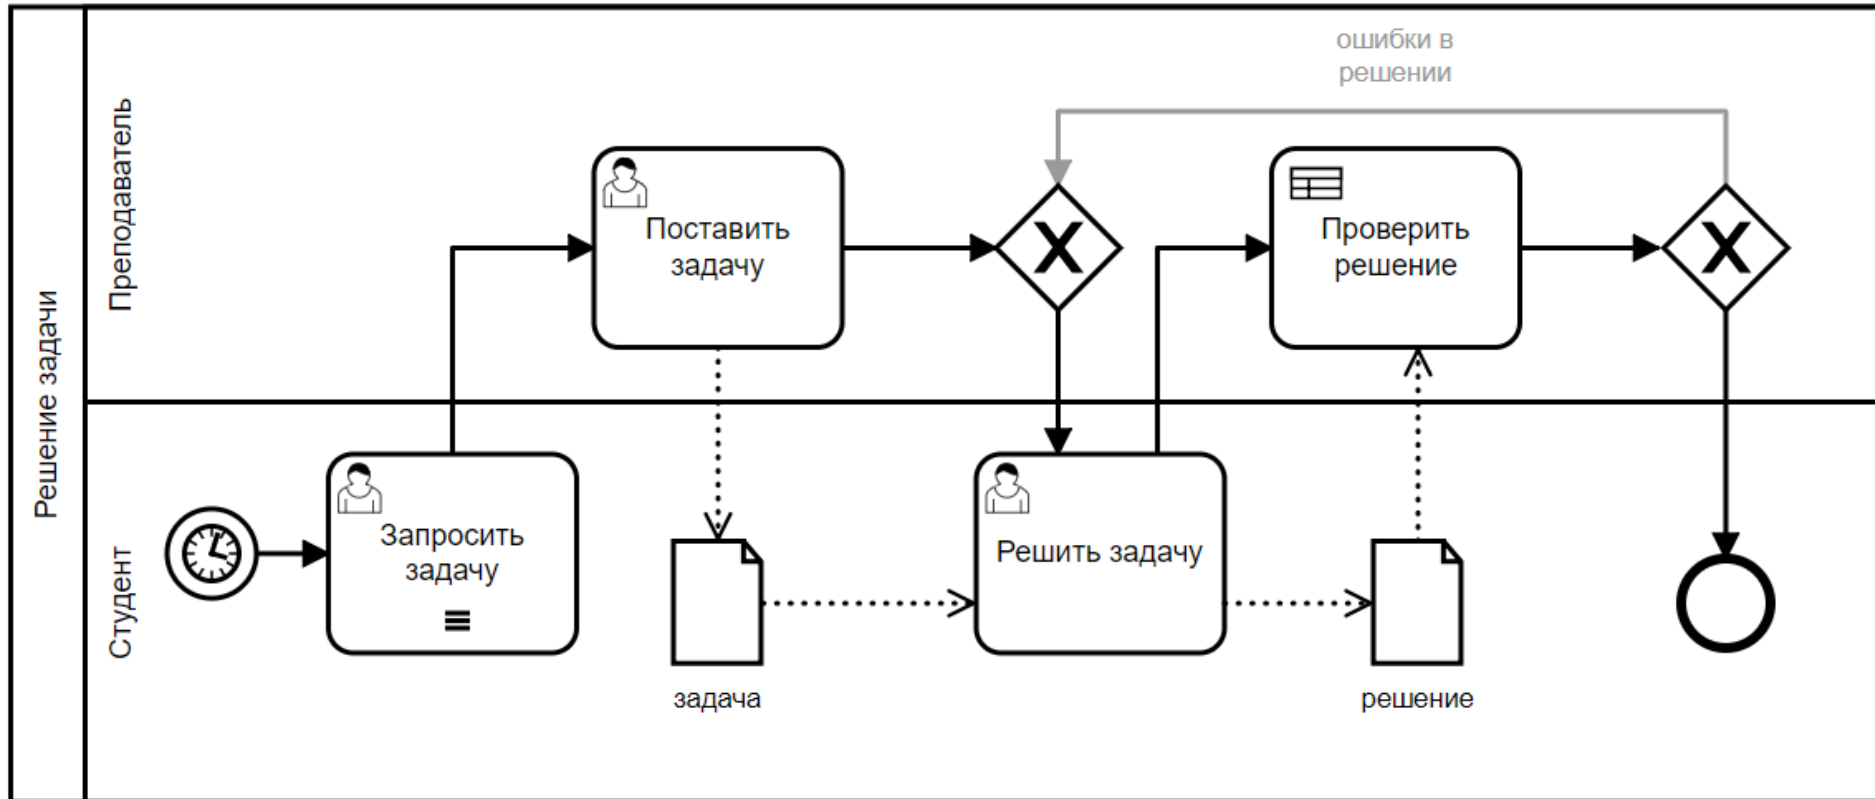 Решение задачи
Преподаватель
Студент
ошибки в
решении
Поставить
задачу
Проверить
решение
Запросить
задачу
Решить задачу
задача
решение